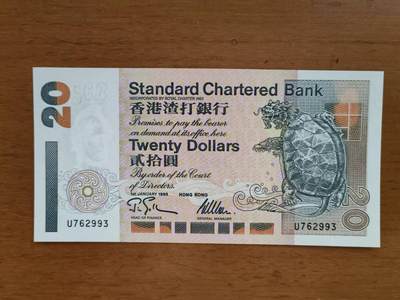 20
Standard Chartered Bank
INCORPORATED BY ROYAL CHARTER 1853
香港渣打銀行
Promises to pay the bearer
on demand at its office here
Twenty Dollars
貳拾圓
By order of the Court
of Directors.
1ST JANUARY 1995 HONG KONG
U762993
HEAD OF FINANCE
GENERAL MANAGER
U762993
20